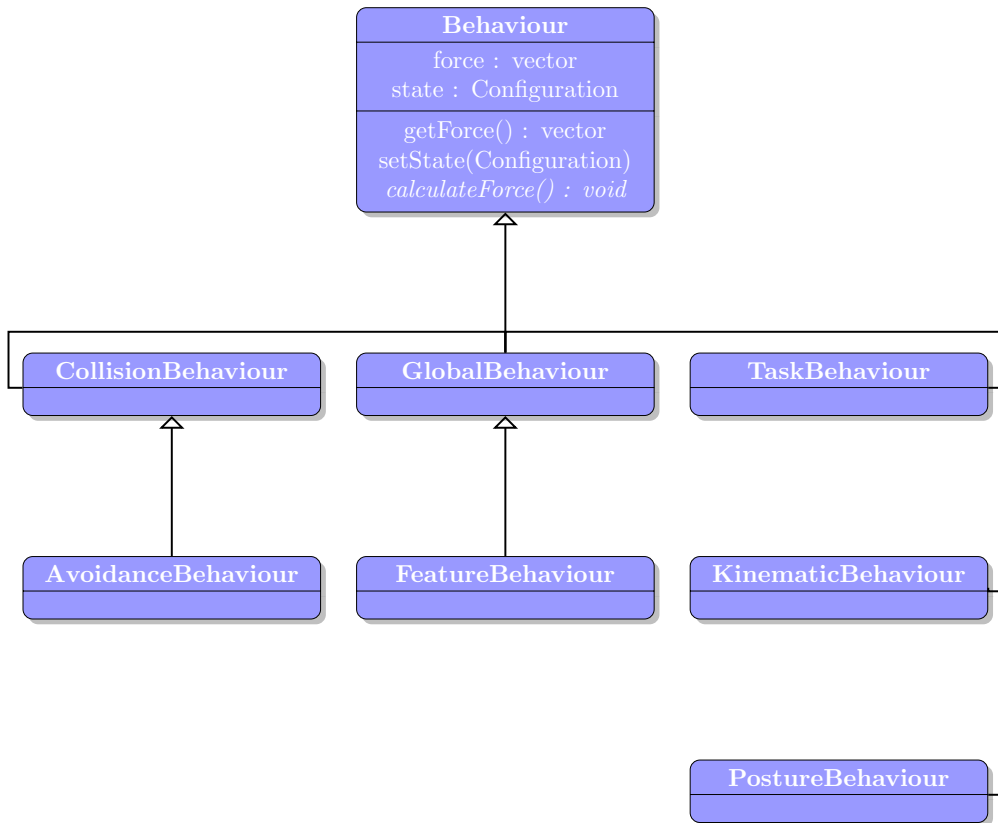 Behaviour
force : vector
state : Configuration
getForce() : vector
setState(Configuration)
calculateForce() : void
CollisionBehaviour
GlobalBehaviour
TaskBehaviour
AvoidanceBehaviour
FeatureBehaviour
KinematicBehaviour
PostureBehaviour